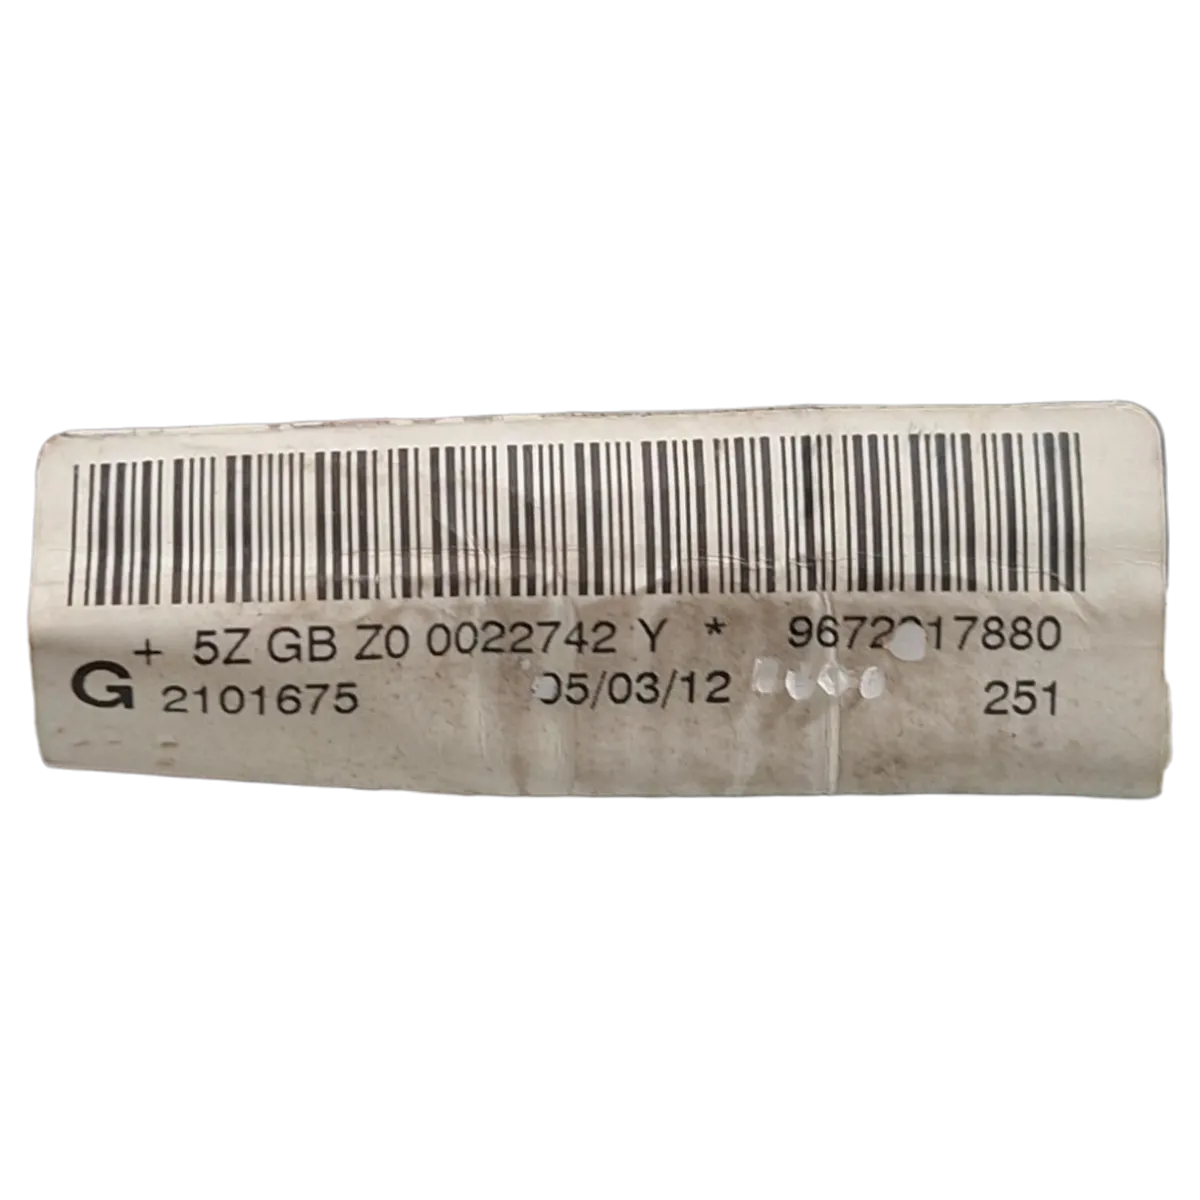 + 5Z GB Z0 0022742 Y *
G 2101675 05/03/12 251